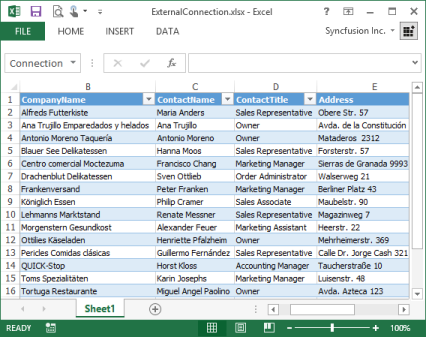 ExternalConnection.xlsx - Excel
FILE HOME INSERT DATA Syncfusion Inc.
Connection fx
B C D E
1 CompanyName ContactName ContactTitle Address
2 Alfreds Futterkiste Maria Anders Sales Representative Obere Str. 57
3 Ana Trujillo Emparedados y helados Ana Trujillo Owner Avda. de la Constitución
4 Antonio Moreno Taquería Antonio Moreno Owner Mataderos 2312
5 Blauer See Delikatessen Hanna Moos Sales Representative Forsterstr. 57
6 Centro comercial Moctezuma Francisco Chang Marketing Manager Sierras de Granada 9993
7 Drachenblut Delikatessen Sven Ottlieb Order Administrator Walserweg 21
8 Frankenversand Peter Franken Marketing Manager Berliner Platz 43
9 Königlich Essen Philip Cramer Sales Associate Maubelstr. 90
10 Lehmanns Marktstand Renate Messner Sales Representative Magazinweg 7
11 Morgenstern Gesundkost Alexander Feuer Marketing Assistant Heerstr. 22
12 Ottilies Käseladen Henriette Pfalzheim Owner Mehrheimerstr. 369
13 Pericles Comidas clásicas Guillermo Fernández Sales Representative Calle Dr. Jorge Cash 321
14 QUICK-Stop Horst Kloss Accounting Manager Taucherstraße 10
15 Toms Spezialitäten Karin Josephs Marketing Manager Luisenstr. 48
16 Tortuga Restaurante Miguel Angel Paolino Owner Avda. Azteca 123
Sheet1
READY 100%